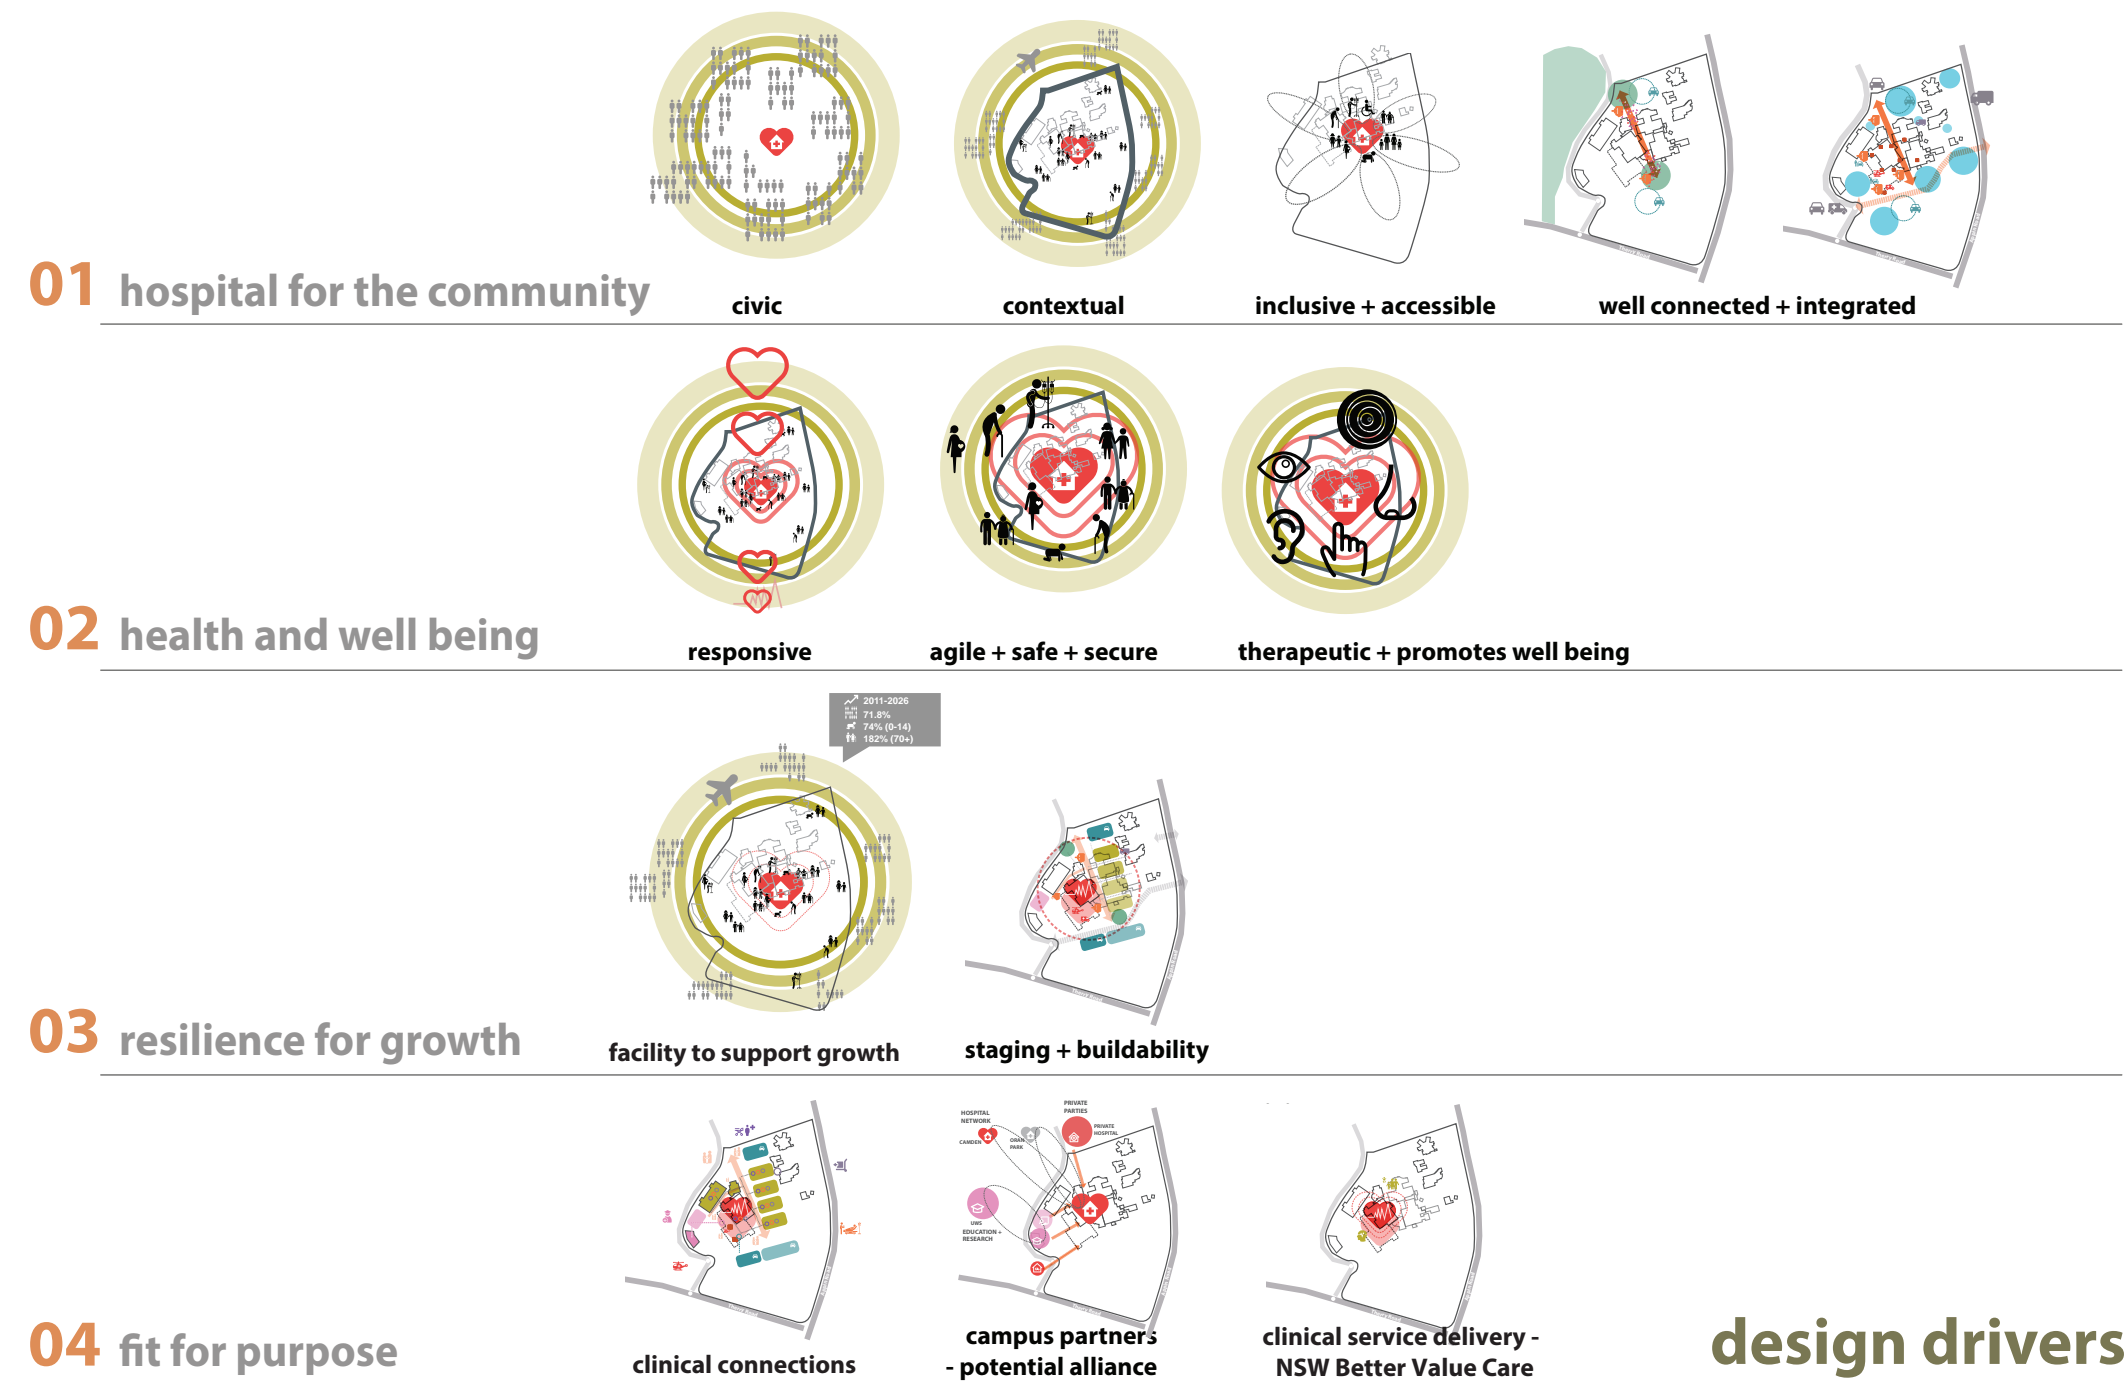 01 hospital for the community
civic
contextual
inclusive + accessible
well connected + integrated
02 health and well being
responsive
agile + safe + secure
therapeutic + promotes well being
2011-2026
71.8%
74% (0-14)
182% (70+)
03 resilience for growth
facility to support growth
staging + buildability
HOSPITAL
NETWORK
CAMDEN
ORAN
PARK
PRIVATE
PARTIES
PRIVATE
HOSPITAL
UWS
EDUCATION +
RESEARCH
04 fit for purpose
clinical connections
campus partners
- potential alliance
clinical service delivery -
NSW Better Value Care
design drivers